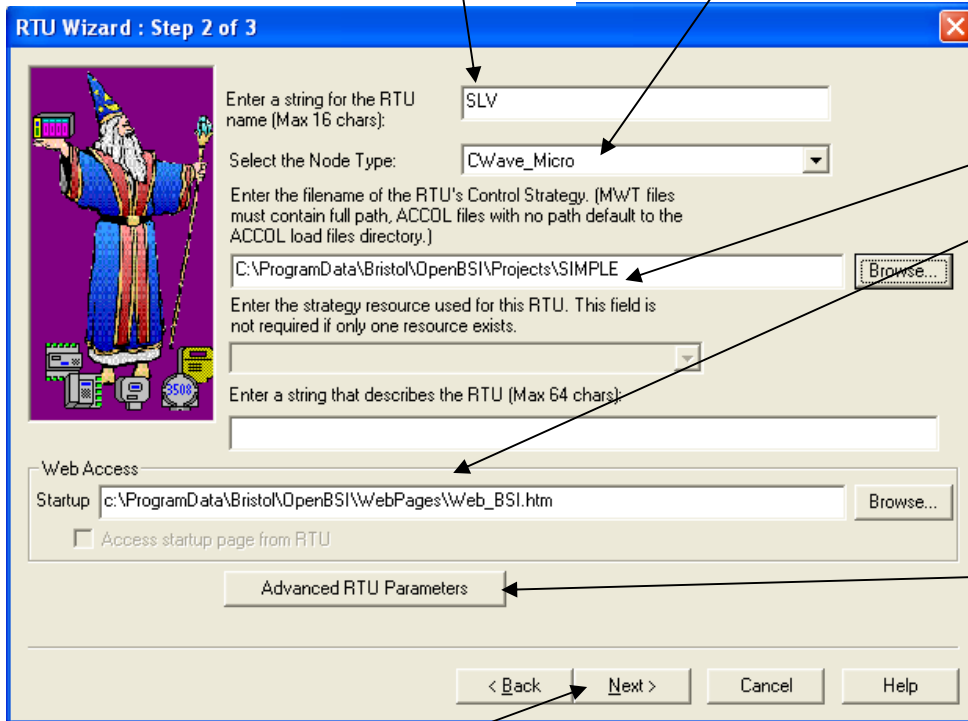 RTU Wizard : Step 2 of 3
Enter a string for the RTU
name (Max 16 chars):
SLV
Select the Node Type:
CWave_Micro
Enter the filename of the RTU's Control Strategy. (MWT files
must contain full path, ACCOL files with no path default to the
ACCOL load files directory.)
C:\ProgramData\Bristol\OpenBSI\Projects\SIMPLE
Browse...
Enter the strategy resource used for this RTU. This field is
not required if only one resource exists.
3508
Enter a string that describes the RTU (Max 64 chars):
Web Access
Startup
c:\ProgramData\Bristol\OpenBSI\WebPages\Web_BSI.htm
Browse...
Access startup page from RTU
Advanced RTU Parameters
< Back
Next >
Cancel
Help